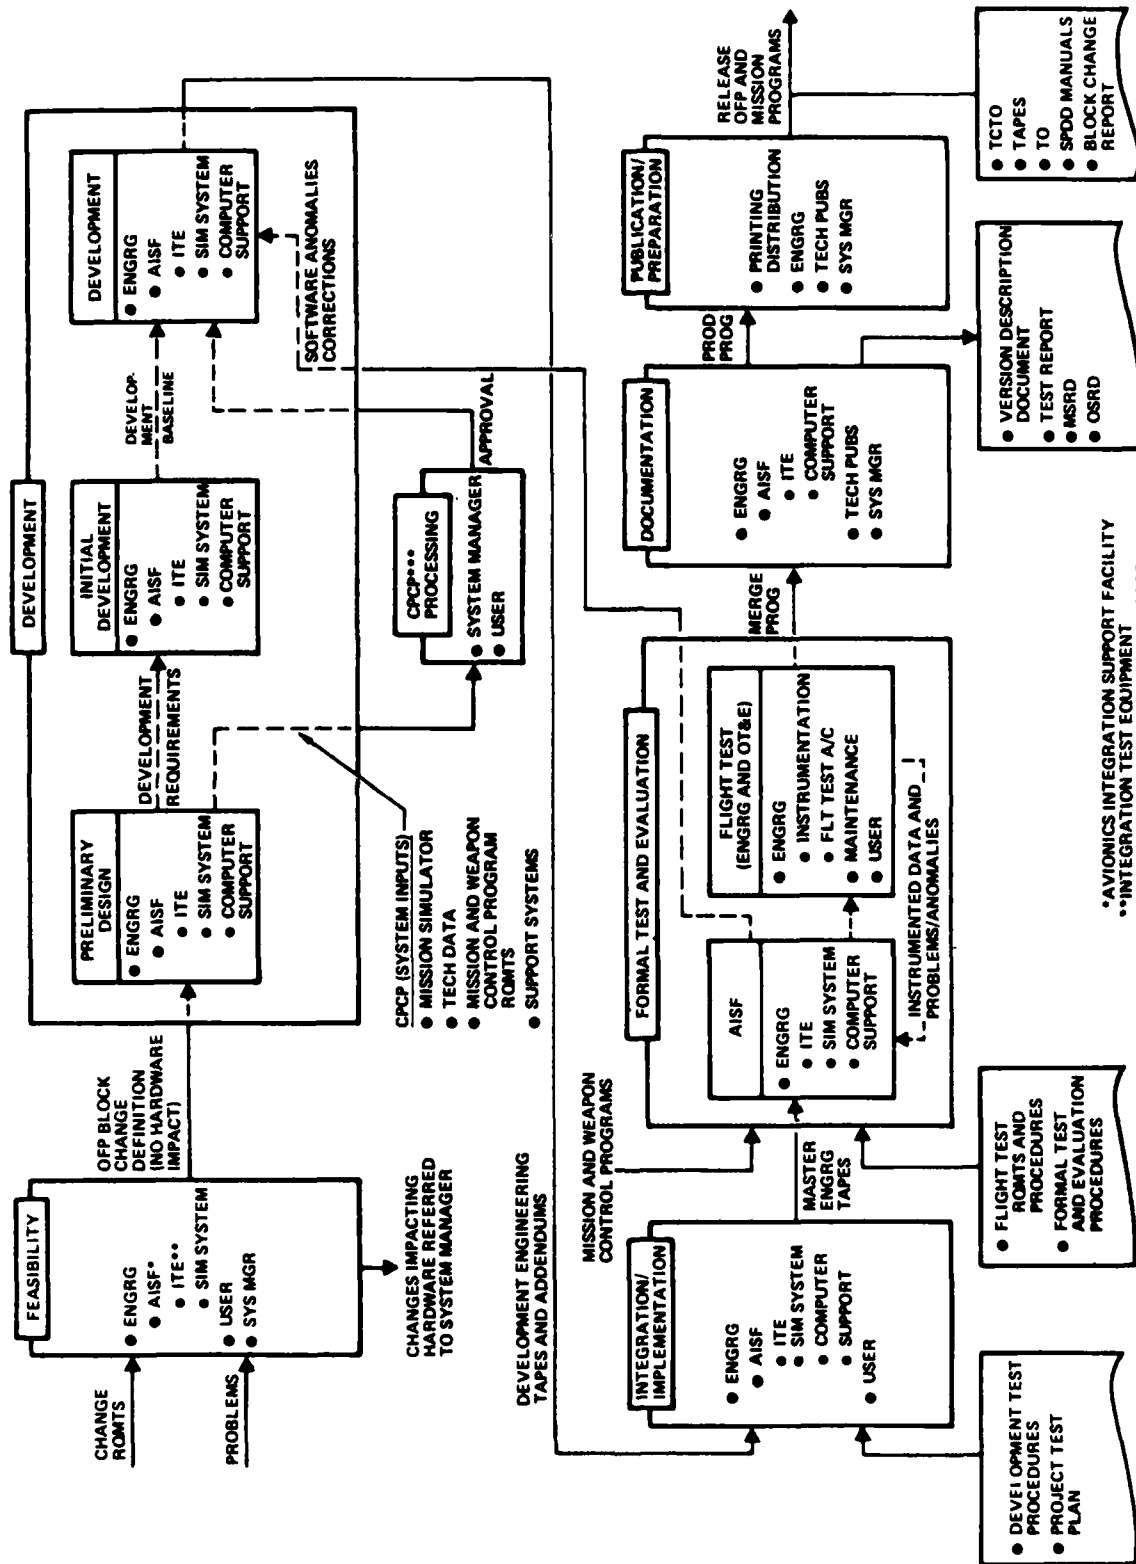 CHANGE
RQMTS
PROBLEMS
FEASIBILITY
● ENGRG
● AISF*
● ITE**
● SIM SYSTEM
● USER
● SYS MGR
CHANGES IMPACTING
HARDWARE REFERRED
TO SYSTEM MANAGER
OFP BLOCK
CHANGE
DEFINITION
(NO HARDWARE
IMPACT)
DEVELOPMENT
PRELIMINARY
DESIGN
● ENGRG
● AISF
● ITE
● SIM SYSTEM
● COMPUTER
SUPPORT
DEVELOPMENT
REQUIREMENTS
INITIAL
DEVELOPMENT
● ENGRG
● AISF
● ITE
● SIM SYSTEM
● COMPUTER
SUPPORT
DEVELOP-
MENT
BASELINE
DEVELOPMENT
● ENGRG
● AISF
● ITE
● SIM SYSTEM
● COMPUTER
SUPPORT
SOFTWARE ANOMALIES
CORRECTIONS
CPCP (SYSTEM INPUTS)
● MISSION SIMULATOR
● TECH DATA
● MISSION AND WEAPON
CONTROL PROGRAM
RQMTS
● SUPPORT SYSTEMS
CPCP***
PROCESSING
● SYSTEM MANAGER
● USER
APPROVAL
DEVELOPMENT ENGINEERING
TAPES AND ADDENDUMS
INTEGRATION/
IMPLEMENTATION
● ENGRG
● AISF
● ITE
● SIM SYSTEM
● COMPUTER
● SUPPORT
● USER
● DEVELOPMENT TEST
PROCEDURES
● PROJECT TEST
PLAN
MISSION AND WEAPON
CONTROL PROGRAMS
MASTER
ENGRG
TAPES
● FLIGHT TEST
RQMTS AND
PROCEDURES
● FORMAL TEST
AND EVALUATION
PROCEDURES
FORMAL TEST AND EVALUATION
AISF
● ENGRG
● ITE
● SIM SYSTEM
● COMPUTER
SUPPORT
FLIGHT TEST
(ENGRG AND OT&E)
● ENGRG
● INSTRUMENTATION
● FLT TEST A/C
● MAINTENANCE
● USER
INSTRUMENTED DATA AND
PROBLEMS/ANOMALIES
MERGE
PROG
DOCUMENTATION
● ENGRG
● AISF
● ITE
● COMPUTER
SUPPORT
● TECH PUBS
● SYS MGR
PROD
PROG
● VERSION DESCRIPTION
DOCUMENT
● TEST REPORT
● MSRD
● OSRD
PUBLICATION/
PREPARATION
● PRINTING
DISTRIBUTION
● ENGRG
● TECH PUBS
● SYS MGR
RELEASE
OFP AND
MISSION
PROGRAMS
● TCTO
● TAPES
● TO
● SPDD MANUALS
● BLOCK CHANGE
REPORT
*AVIONICS INTEGRATION SUPPORT FACILITY
**INTEGRATION TEST EQUIPMENT